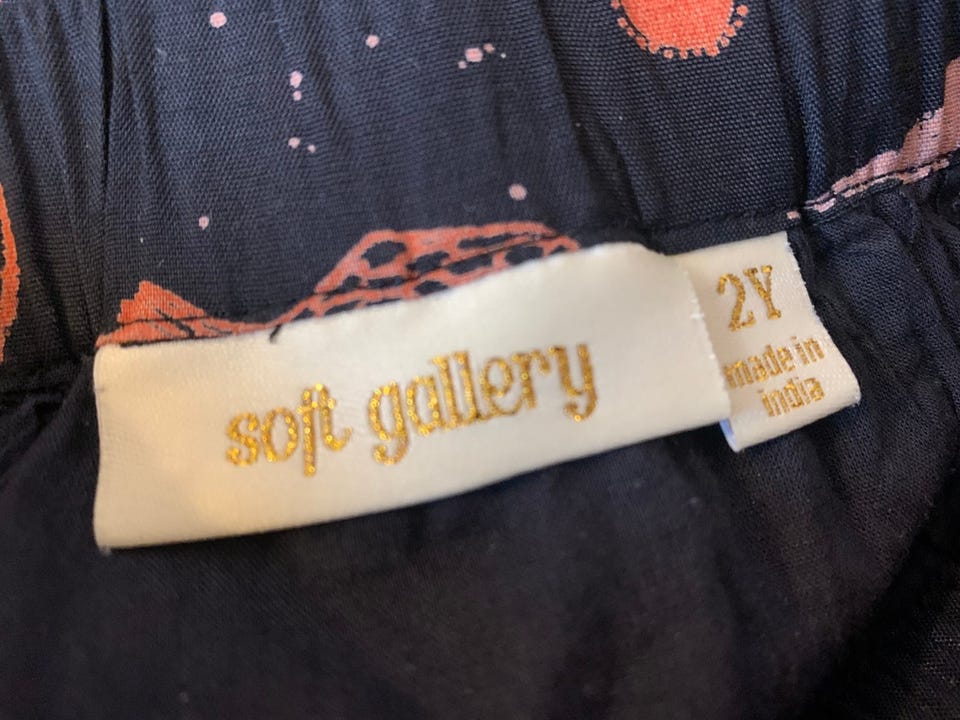 soft gallery
2Y
made in
india